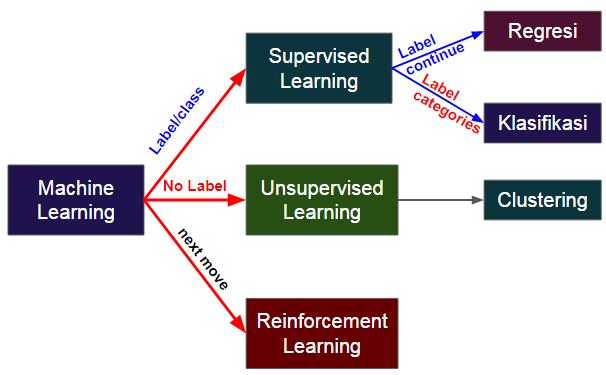 Machine
Learning
Label/class
No Label
next move
Supervised
Learning
Unsupervised
Learning
Reinforcement
Learning
Label
continue
Label
categories
Regresi
Klasifikasi
Clustering